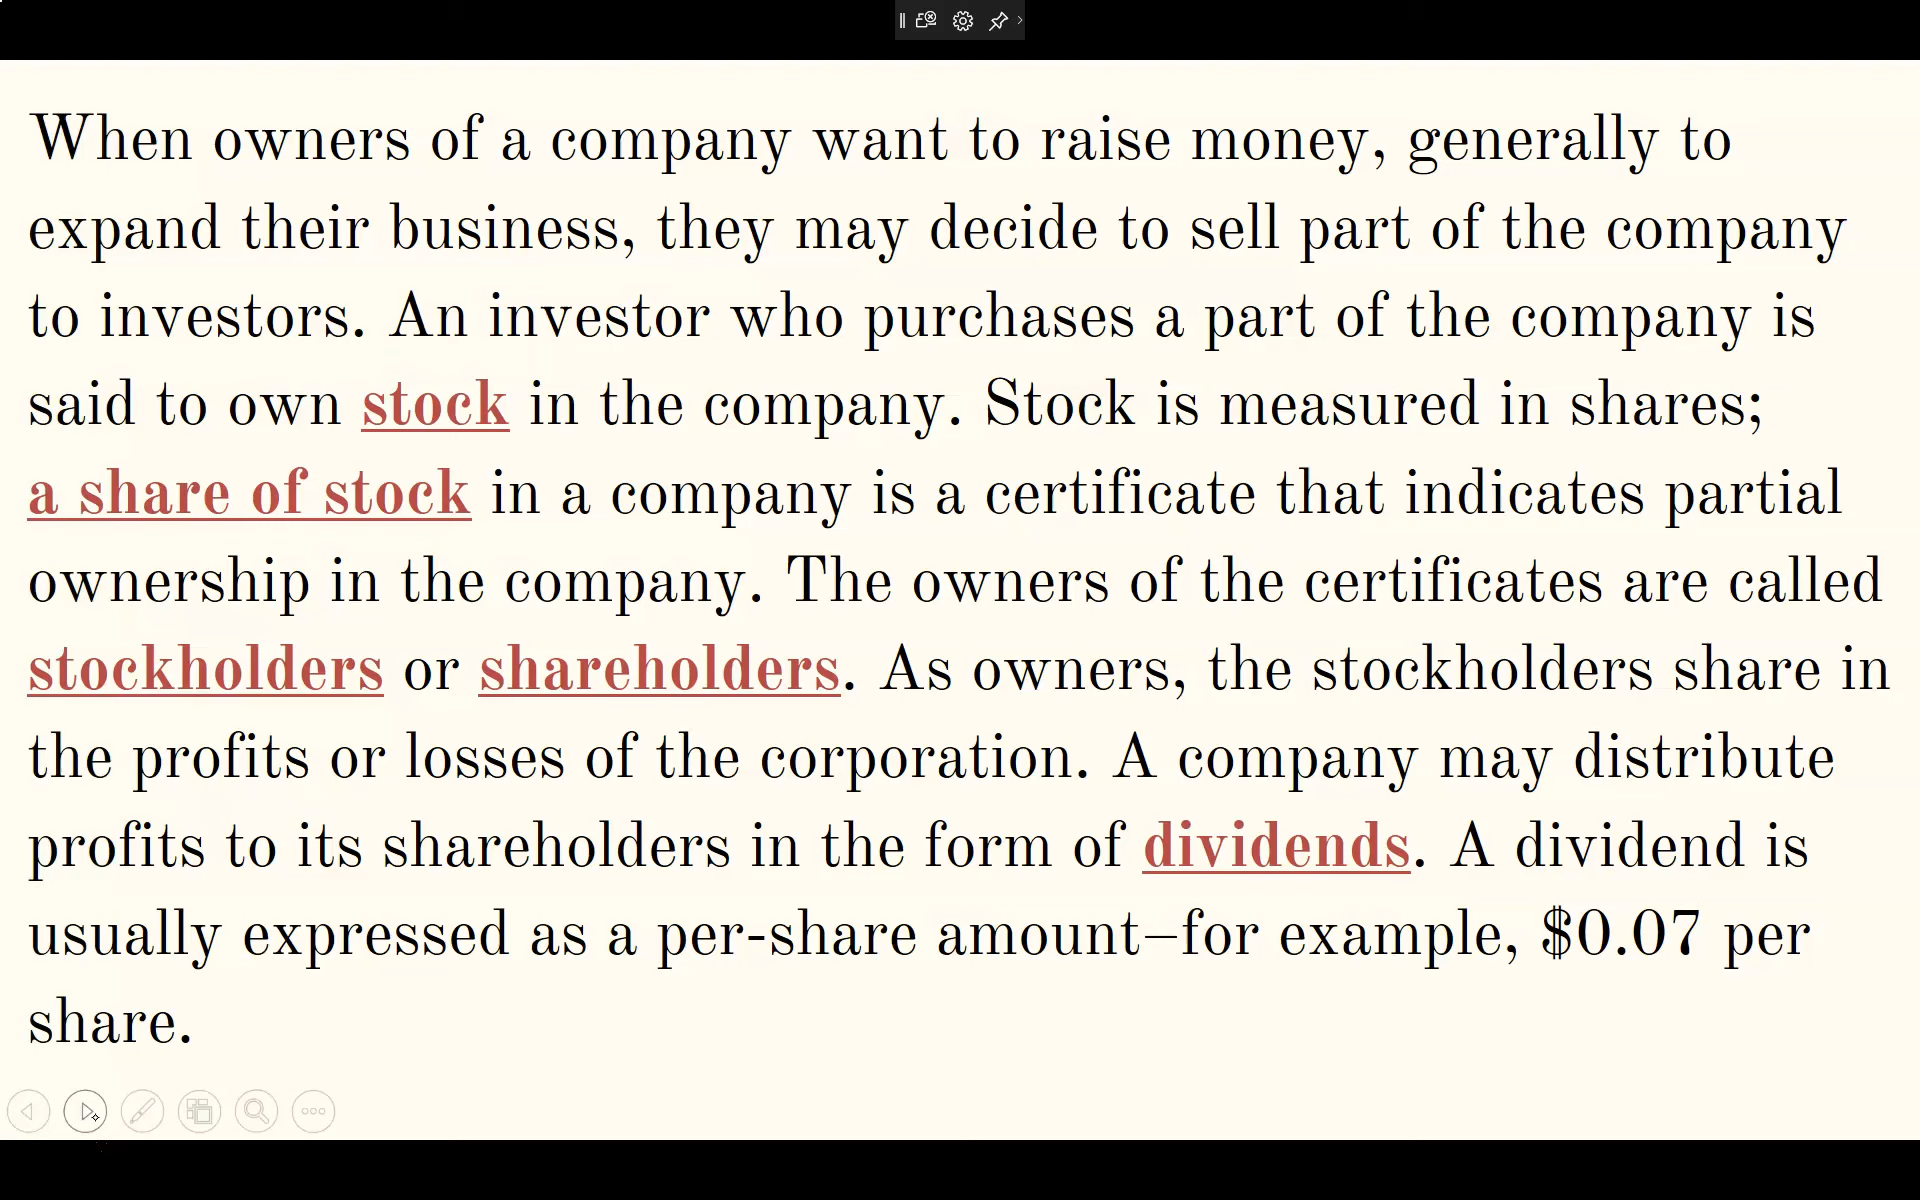 When owners of a company want to raise money, generally to
expand their business, they may decide to sell part of the company
to investors. An investor who purchases a part of the company is
said to own stock in the company. Stock is measured in shares;
a share of stock in a company is a certificate that indicates partial
ownership in the company. The owners of the certificates are called
stockholders or shareholders. As owners, the stockholders share in
the profits or losses of the corporation. A company may distribute
profits to its shareholders in the form of dividends. A dividend is
usually expressed as a per-share amount–for example, $0.07 per
share.